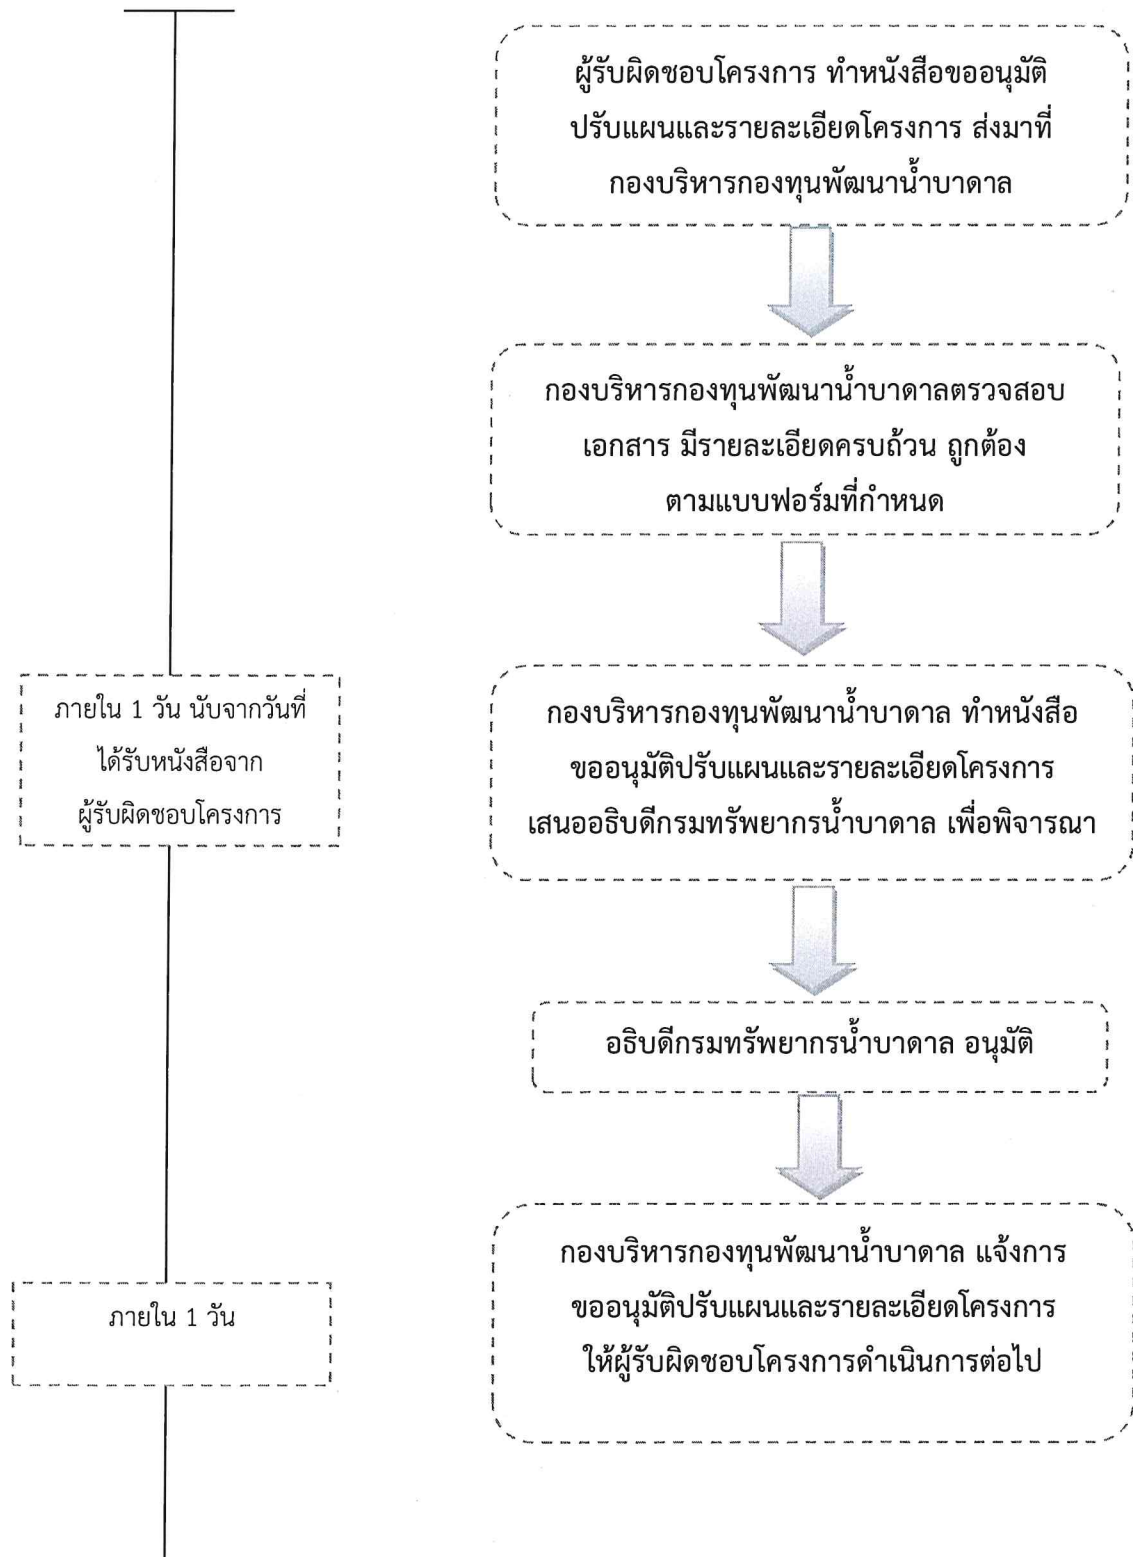 ผู้รับผิดชอบโครงการ ทำหนังสือขออนุมัติ
ปรับแผนและรายละเอียดโครงการ ส่งมาที่
กองบริหารกองทุนพัฒนาน้ำบาดาล
กองบริหารกองทุนพัฒนาน้ำบาดาลตรวจสอบ
เอกสาร มีรายละเอียดครบถ้วน ถูกต้อง
ตามแบบฟอร์มที่กำหนด
ภายใน 1 วัน นับจากวันที่
ได้รับหนังสือจาก
ผู้รับผิดชอบโครงการ
กองบริหารกองทุนพัฒนาน้ำบาดาล ทำหนังสือ
ขออนุมัติปรับแผนและรายละเอียดโครงการ
เสนออธิบดีกรมทรัพยากรน้ำบาดาล เพื่อพิจารณา
อธิบดีกรมทรัพยากรน้ำบาดาล อนุมัติ
ภายใน 1 วัน
กองบริหารกองทุนพัฒนาน้ำบาดาล แจ้งการ
ขออนุมัติปรับแผนและรายละเอียดโครงการ
ให้ผู้รับผิดชอบโครงการดำเนินการต่อไป